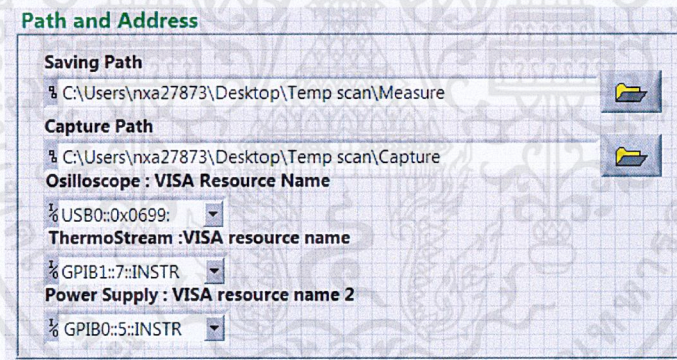 Path and Address
Saving Path
C:\Users\nxa27873\Desktop\Temp scan\Measure
Capture Path
C:\Users\nxa27873\Desktop\Temp scan\Capture
Osilloscope : VISA Resource Name
USB0::0x0699:
ThermoStream :VISA resource name
GPIB1::7::INSTR
Power Supply : VISA resource name 2
GPIB0::5::INSTR